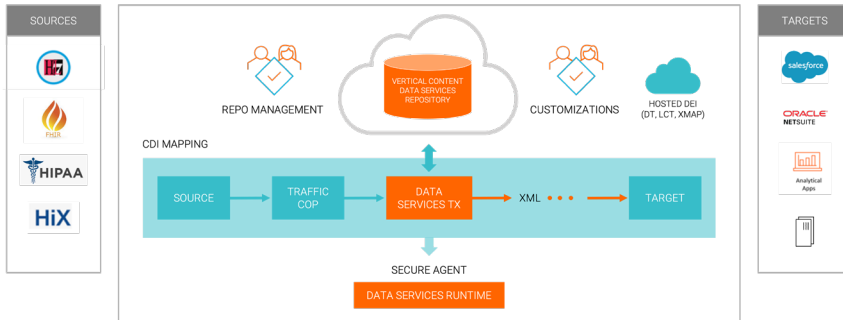 SOURCES
H7
FHIR
HIPAA
HiX
REPO MANAGEMENT
VERTICAL CONTENT
DATA SERVICES
REPOSITORY
CUSTOMIZATIONS
HOSTED DEI
(DT, LCT, XMAP)
CDI MAPPING
SOURCE
TRAFFIC
COP
DATA
SERVICES TX
XML
TARGET
SECURE AGENT
DATA SERVICES RUNTIME
TARGETS
salesforce
ORACLE
NETSUITE
Analytical
Apps